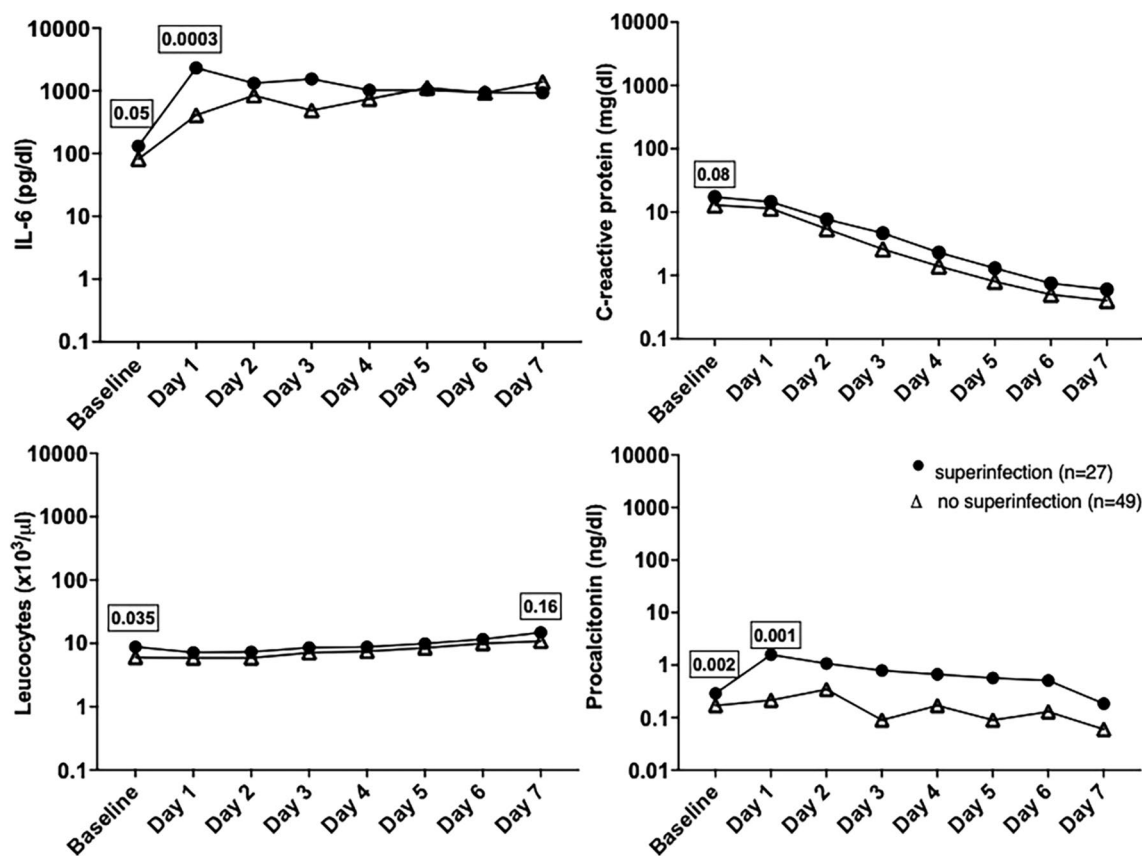 IL-6 (pg/dl)
10000
1000
100
10
1
0.1
0.05
0.0003
Baseline
Day 1
Day 2
Day 3
Day 4
Day 5
Day 6
Day 7
C-reactive protein (mg(dl)
10000
1000
100
10
1
0.1
0.08
Baseline
Day 1
Day 2
Day 3
Day 4
Day 5
Day 6
Day 7
Leucocytes (x10³/µl)
10000
1000
100
10
1
0.1
0.035
0.16
Baseline
Day 1
Day 2
Day 3
Day 4
Day 5
Day 6
Day 7
Procalcitonin (ng/dl)
10000
1000
100
10
1
0.1
0.01
superinfection (n=27)
no superinfection (n=49)
0.002
0.001
Baseline
Day 1
Day 2
Day 3
Day 4
Day 5
Day 6
Day 7